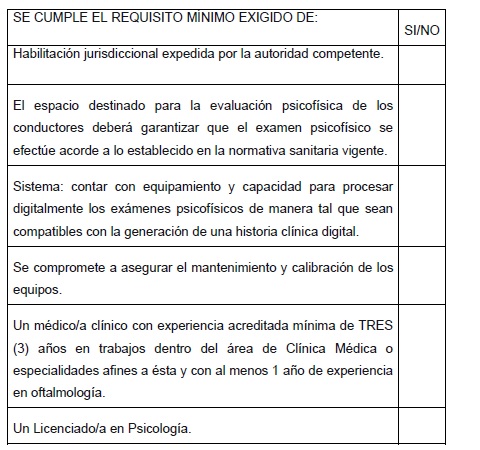 SE CUMPLE EL REQUISITO MÍNIMO EXIGIDO DE:
SI/NO
Habilitación jurisdiccional expedida por la autoridad competente.
El espacio destinado para la evaluación psicofísica de los
conductores deberá garantizar que el examen psicofísico se
efectúe acorde a lo establecido en la normativa sanitaria vigente.
Sistema: contar con equipamiento y capacidad para procesar
digitalmente los exámenes psicofísicos de manera tal que sean
compatibles con la generación de una historia clínica digital.
Se compromete a asegurar el mantenimiento y calibración de los
equipos.
Un médico/a clínico con experiencia acreditada mínima de TRES
(3) años en trabajos dentro del área de Clínica Médica o
especialidades afines a ésta y con al menos 1 año de experiencia
en oftalmología.
Un Licenciado/a en Psicología.